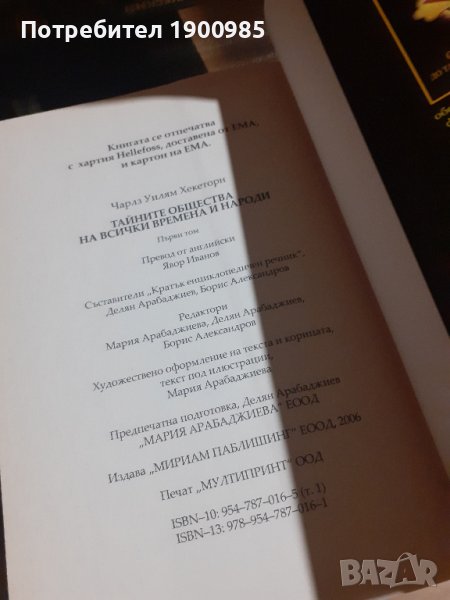 Потребител 1900985
Книгата се отпечатва
с хартия Hellefoss, доставена от ЕМА,
и картон на ЕМА.
Чарлз Уилям Хекеторн
ТАЙНИТЕ ОБЩЕСТВА
НА ВСИЧКИ ВРЕМЕНА И НАРОДИ
Първи том
Превод от английски
Явор Иванов
Съставители „Кратък енциклопедичен речник“,
Делян Арабаджиев, Борис Александров
Редактори
Мария Арабаджиева, Делян Арабаджиев,
Борис Александров
Художествено оформление на текста и корицата,
текст под илюстрации,
Мария Арабаджиева
Предпечатна подготовка, Делян Арабаджиев
„МАРИЯ АРАБАДЖИЕВА“ ЕООД
Издава „МИРИАМ ПАБЛИШИНГ“ ЕООД, 2006
Печат „МУЛТИПРИНТ“ ООД
ISBN–10: 954–787–016–5 (т. 1)
ISBN–13: 978–954–787–016–1
BAZAR